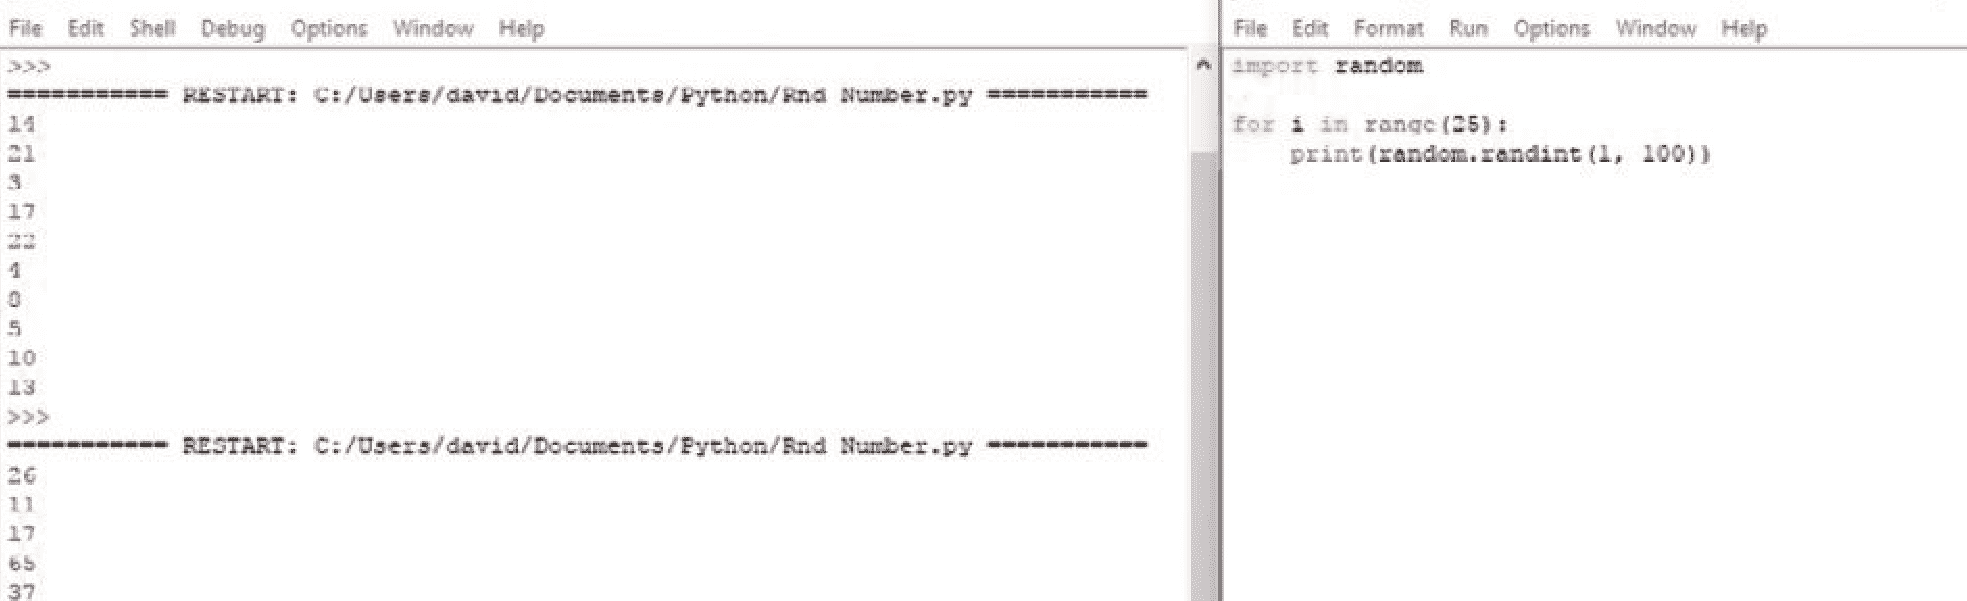 File Edit Shell Debug Options Window Help
>>>
=========== RESTART: C:/Users/david/Documents/Python/Rnd Number.py ===========
14
21
3
17
22
4
8
5
10
13
>>>
=========== RESTART: C:/Users/david/Documents/Python/Rnd Number.py ===========
26
11
17
65
37
File Edit Format Run Options Window Help
import random
for i in range(25):
    print(random.randint(1, 100))